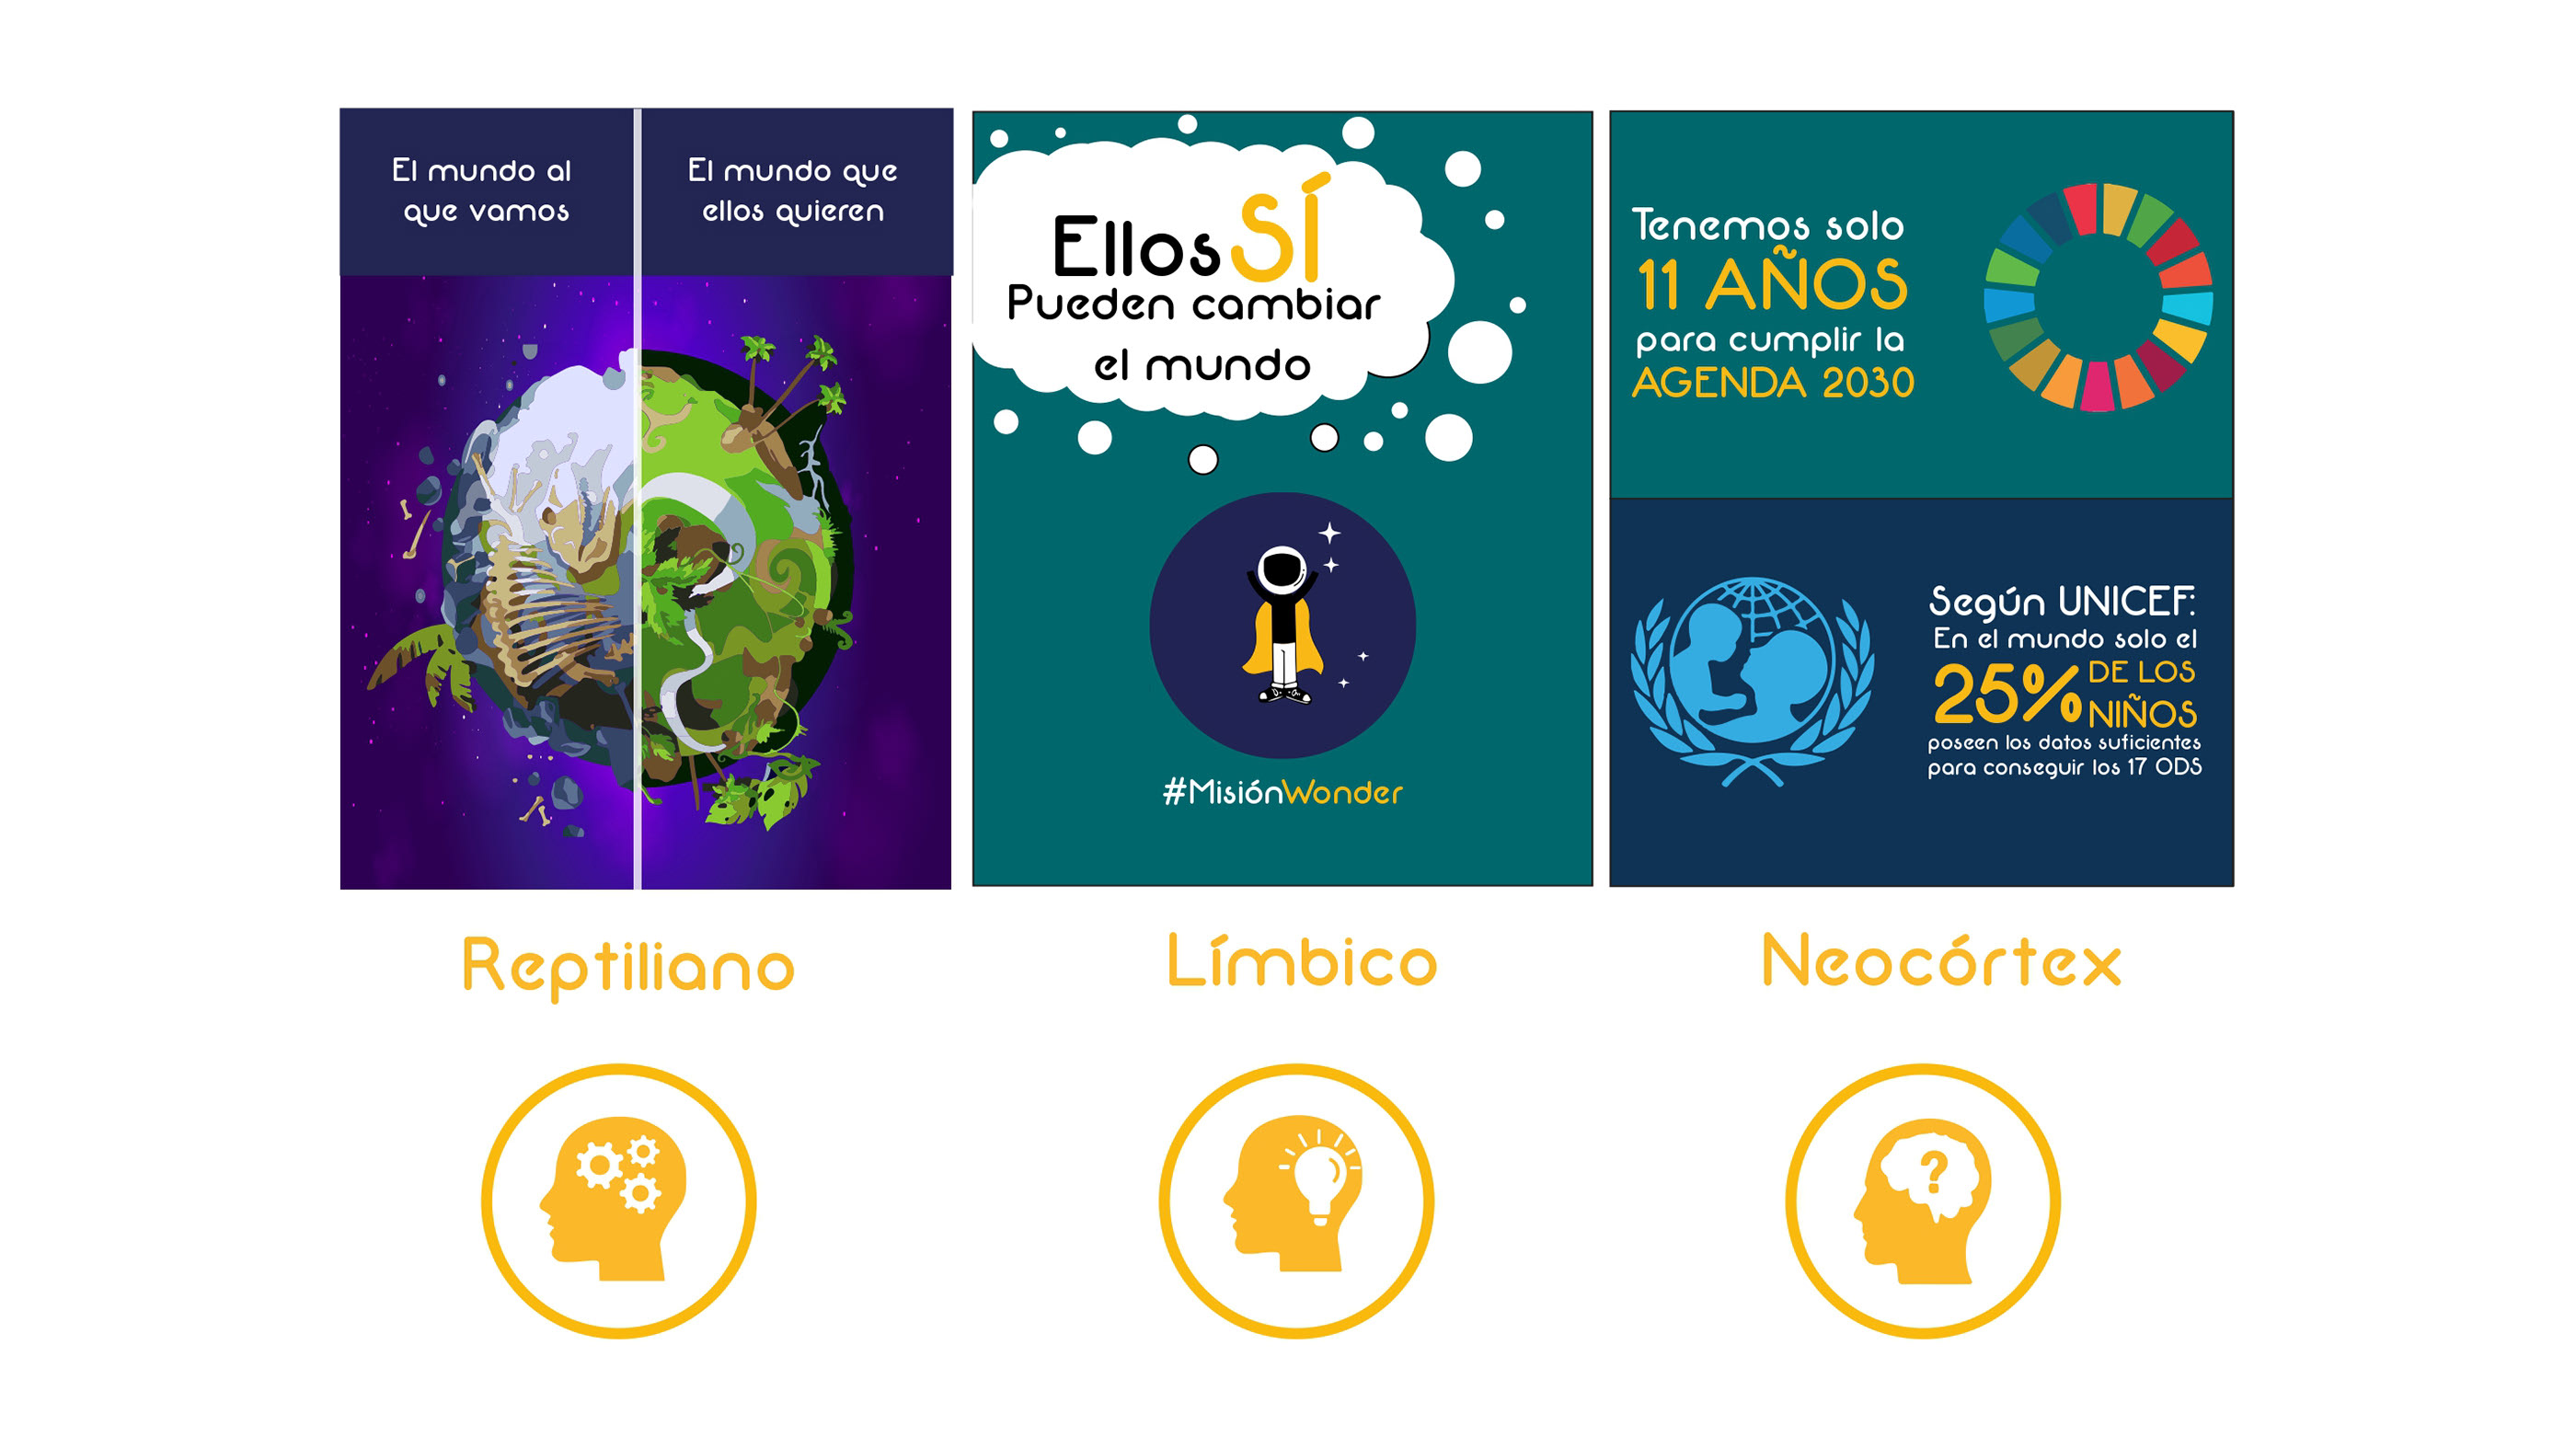 El mundo al
que vamos
El mundo que
ellos quieren
Ellos SÍ
Pueden cambiar
el mundo
#MisiónWonder
Tenemos solo
11 AÑOS
para cumplir la
AGENDA 2030
Según UNICEF:
En el mundo solo el
25% DE LOS
NIÑOS
poseen los datos suficientes
para conseguir los 17 ODS
Reptiliano
Límbico
Neocórtex
?